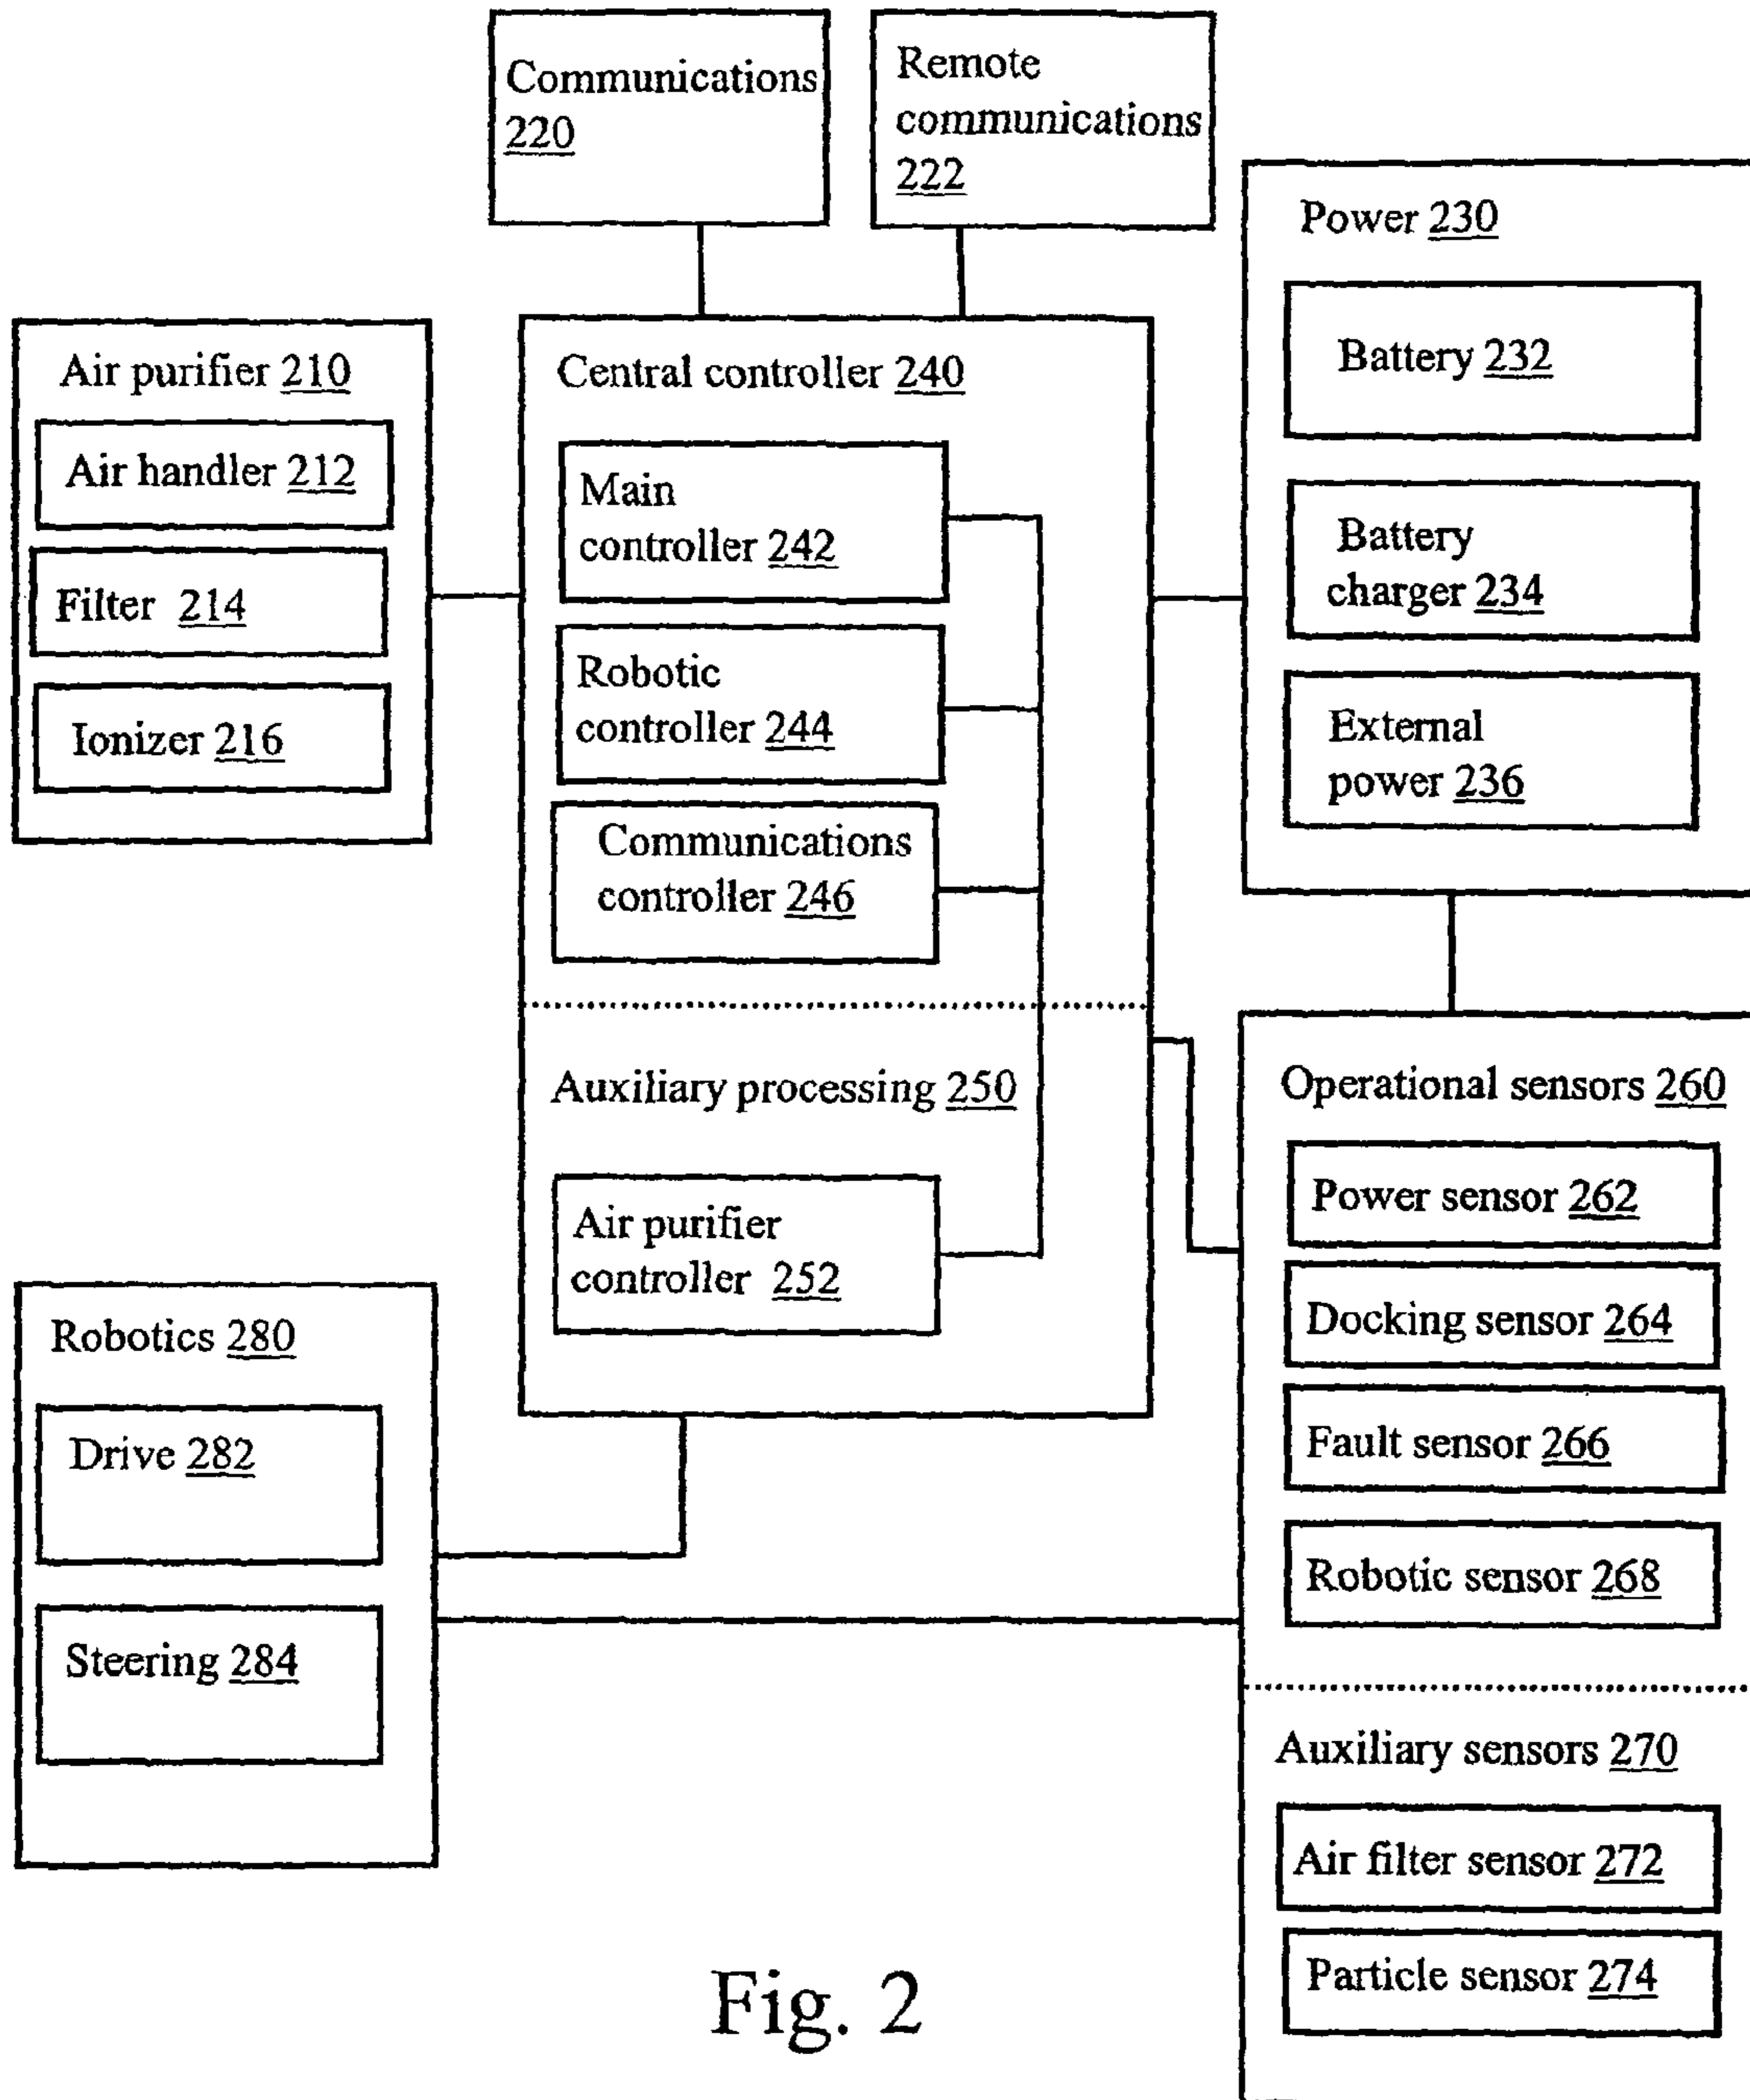 Communications
220
Remote
communications
222
Power 230
Battery 232
Battery
charger 234
External
power 236
Air purifier 210
Air handler 212
Filter 214
Ionizer 216
Central controller 240
Main
controller 242
Robotic
controller 244
Communications
controller 246
Auxiliary processing 250
Air purifier
controller 252
Operational sensors 260
Power sensor 262
Docking sensor 264
Fault sensor 266
Robotic sensor 268
Auxiliary sensors 270
Air filter sensor 272
Particle sensor 274
Robotics 280
Drive 282
Steering 284
Fig. 2